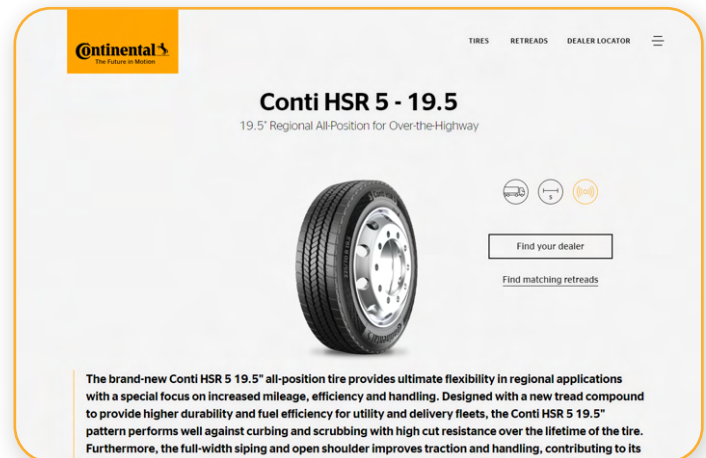 Continental
The Future in Motion
TIRES RETREADS DEALER LOCATOR
Conti HSR 5 - 19.5
19.5" Regional All-Position for Over-the-Highway
S
Find your dealer
Find matching retreads
The brand-new Conti HSR 5 19.5" all-position tire provides ultimate flexibility in regional applications
with a special focus on increased mileage, efficiency and handling. Designed with a new tread compound
to provide higher durability and fuel efficiency for utility and delivery fleets, the Conti HSR 5 19.5"
pattern performs well against curbing and scrubbing with high cut resistance over the lifetime of the tire.
Furthermore, the full-width siping and open shoulder improves traction and handling, contributing to its